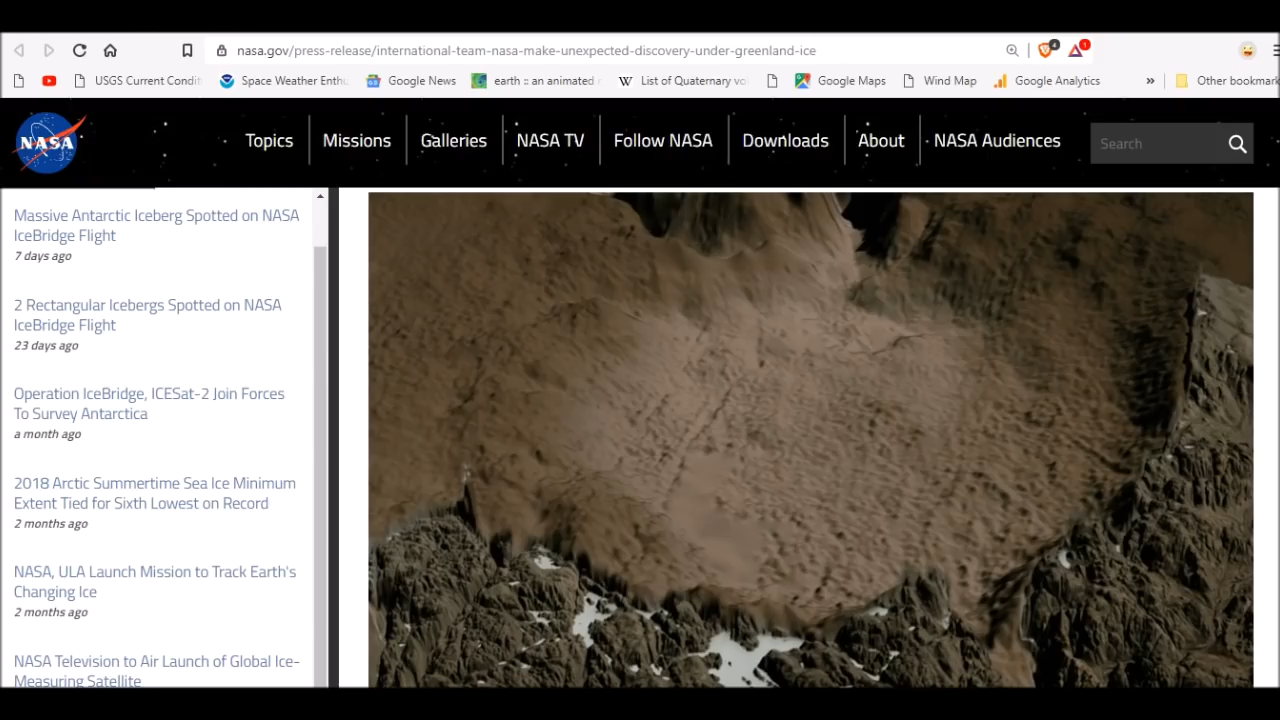 nasa.gov/press-release/international-team-nasa-make-unexpected-discovery-under-greenland-ice
4
1
USGS Current Condit
Space Weather Enth
Google News
earth :: an animated
List of Quaternary vo
Google Maps
Wind Map
Google Analytics
»
Other bookmark
NASA
Topics
Missions
Galleries
NASA TV
Follow NASA
Downloads
About
NASA Audiences
Search
Massive Antarctic Iceberg Spotted on NASA
IceBridge Flight
7 days ago
2 Rectangular Icebergs Spotted on NASA
IceBridge Flight
23 days ago
Operation IceBridge, ICESat-2 Join Forces
To Survey Antarctica
a month ago
2018 Arctic Summertime Sea Ice Minimum
Extent Tied for Sixth Lowest on Record
2 months ago
NASA, ULA Launch Mission to Track Earth's
Changing Ice
2 months ago
NASA Television to Air Launch of Global Ice-
Measuring Satellite